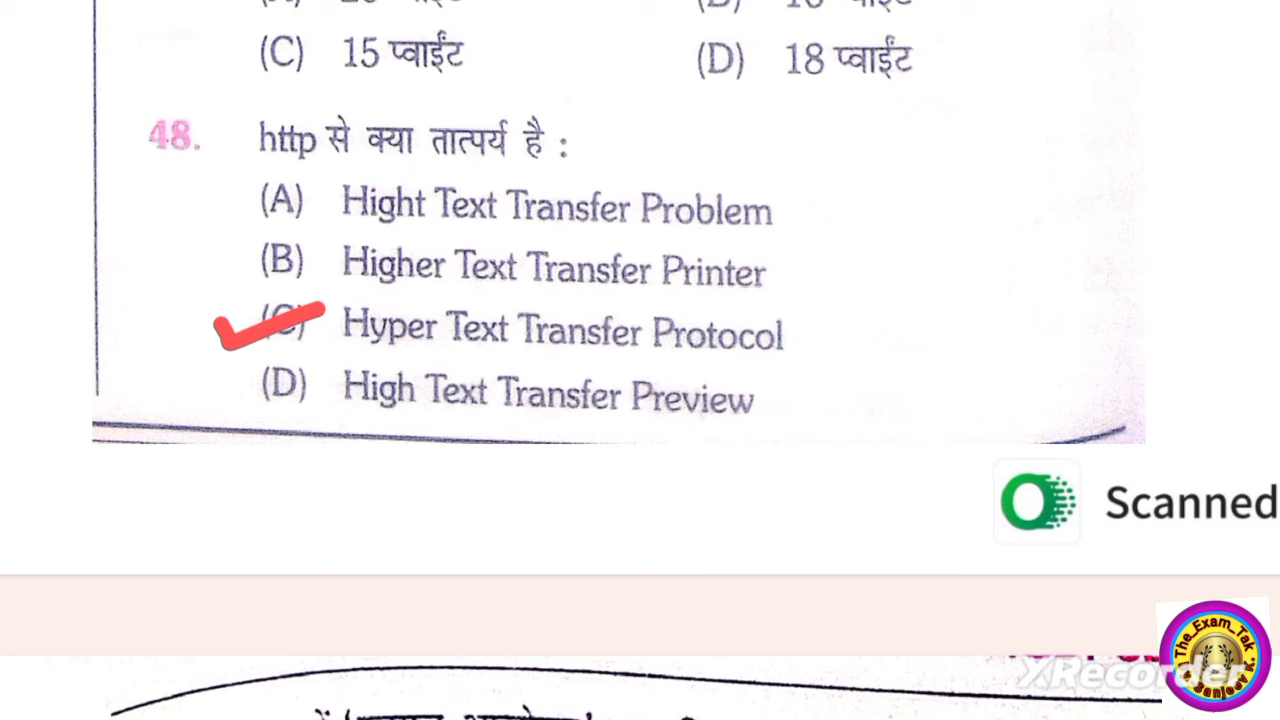 (C) 15 प्वाईंट (D) 18 प्वाईंट
48. http से क्या तात्पर्य है :
(A) Hight Text Transfer Problem
(B) Higher Text Transfer Printer
(C) Hyper Text Transfer Protocol
(D) High Text Transfer Preview
Scanned
The_Exam_Tak
XRecorder
Sanjeev K.